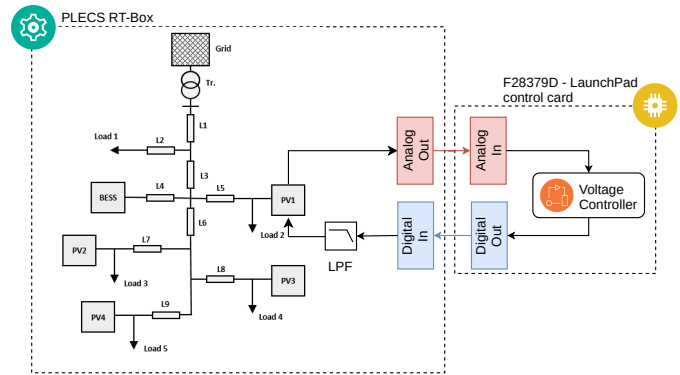 PLECS RT-Box
Grid
Tr.
F28379D - LaunchPad
control card
L1
Load 1
L2
L3
Analog
Out
Analog
In
BESS
L4
L5
PV1
Voltage
Controller
L6
Load 2
Digital
In
Digital
Out
LPF
PV2
L7
L8
PV3
Load 3
L9
PV4
Load 4
Load 5